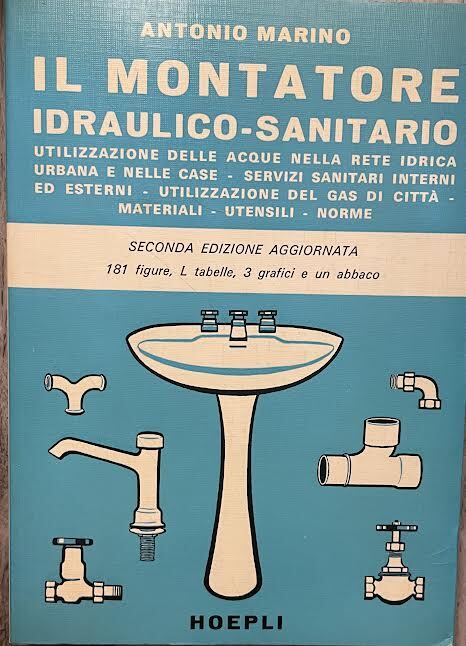 ANTONIO MARINO
IL MONTATORE
IDRAULICO-SANITARIO
UTILIZZAZIONE DELLE ACQUE NELLA RETE IDRICA
URBANA E NELLE CASE - SERVIZI SANITARI INTERNI
ED ESTERNI - UTILIZZAZIONE DEL GAS DI CITTÀ -
MATERIALI - UTENSILI - NORME
SECONDA EDIZIONE AGGIORNATA
181 figure, L tabelle, 3 grafici e un abbaco
HOEPLI